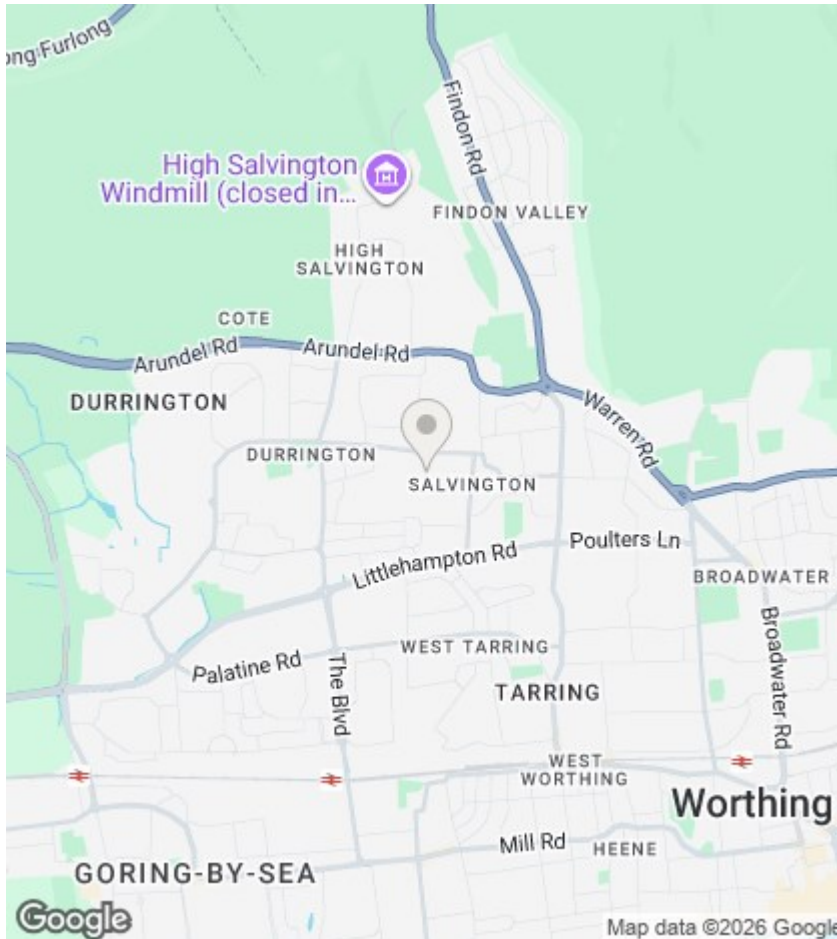 ong Furlong
Findon Rd
High Salvington
Windmill (closed in...
FINDON VALLEY
HIGH
SALVINGTON
COTE
Arundel Rd
Arundel Rd
DURRINGTON
Warren Rd
DURRINGTON
SALVINGTON
Littlehampton Rd
Poulters Ln
BROADWATER
Broadwater Rd
WEST TARRING
Palatine Rd
The Blvd
TARRING
WEST
WORTHING
Worthing
Mill Rd
HEENE
GORING-BY-SEA
Google
Map data ©2026 Google